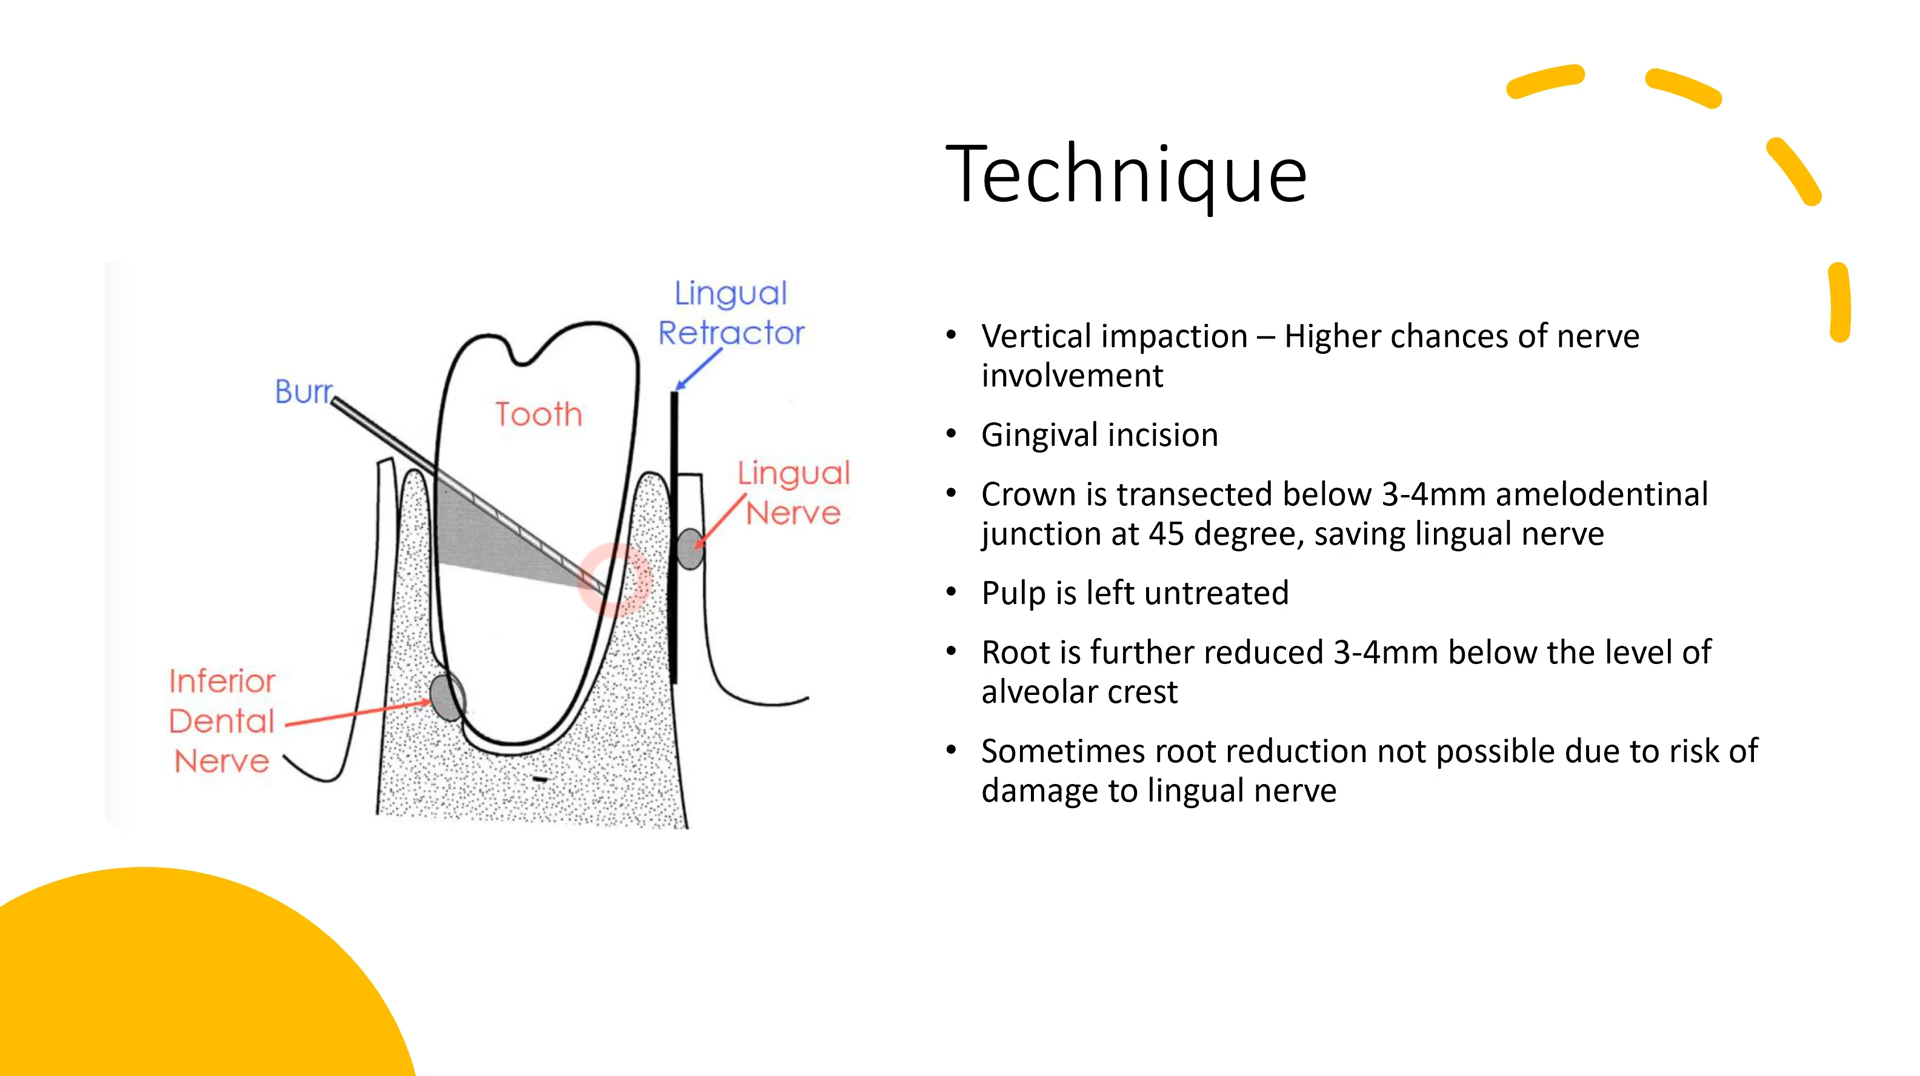 Technique
Lingual
Retractor
Burr
Tooth
Lingual
Nerve
Inferior
Dental
Nerve
• Vertical impaction – Higher chances of nerve
involvement
• Gingival incision
• Crown is transected below 3-4mm amelodentinal
junction at 45 degree, saving lingual nerve
• Pulp is left untreated
• Root is further reduced 3-4mm below the level of
alveolar crest
• Sometimes root reduction not possible due to risk of
damage to lingual nerve